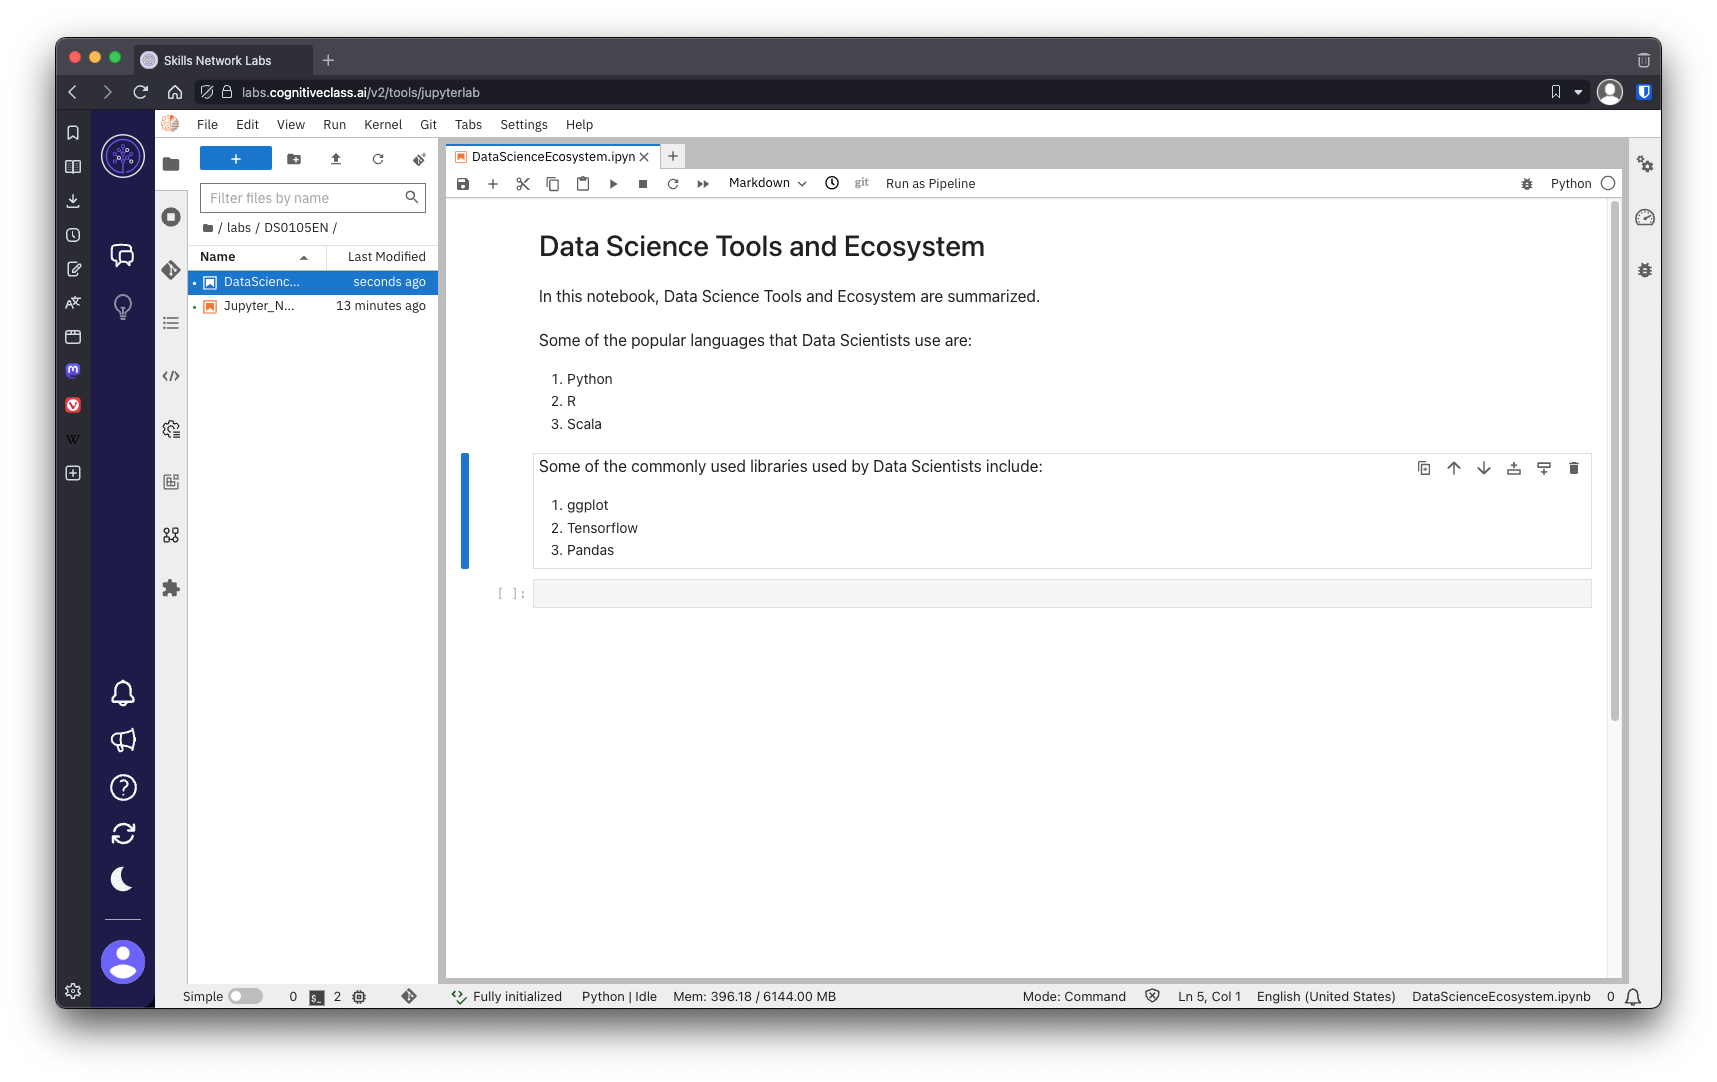 Skills Network Labs
labs.cognitiveclass.ai/v2/tools/jupyterlab
File Edit View Run Kernel Git Tabs Settings Help
DataScienceEcosystem.ipyn
Filter files by name
Markdown git Run as Pipeline Python
/ labs / DS0105EN /
Name Last Modified
DataScienc... seconds ago
Jupyter_N... 13 minutes ago
Data Science Tools and Ecosystem
In this notebook, Data Science Tools and Ecosystem are summarized.
Some of the popular languages that Data Scientists use are:
1. Python
2. R
3. Scala
Some of the commonly used libraries used by Data Scientists include:
1. ggplot
2. Tensorflow
3. Pandas
[ ]:
Simple 0 $_ 2 Fully initialized Python | Idle Mem: 396.18 / 6144.00 MB Mode: Command Ln 5, Col 1 English (United States) DataScienceEcosystem.ipynb 0